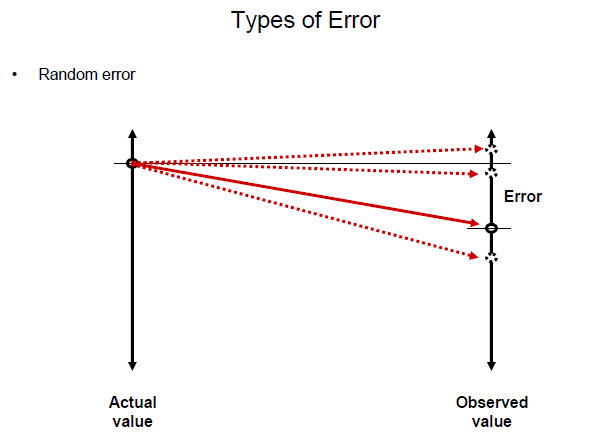 Types of Error
• Random error
Error
Actual
value
Observed
value